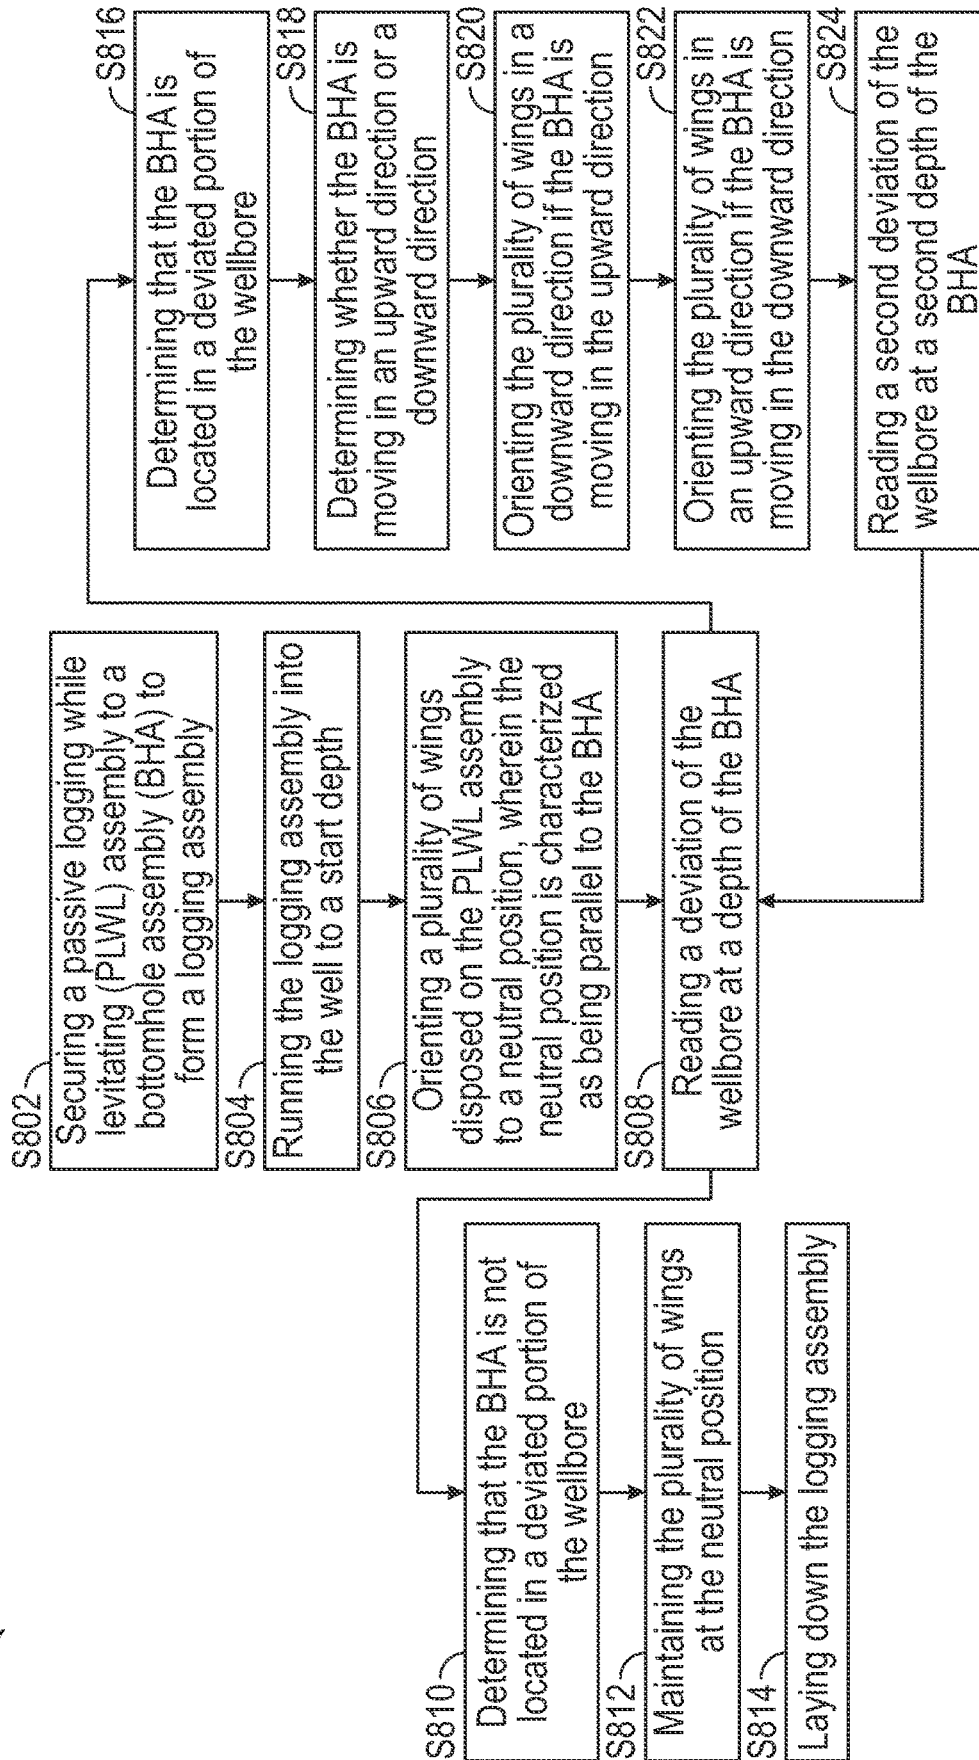 S802
Securing a passive logging while
levitating (PLWL) assembly to a
bottomhole assembly (BHA) to
form a logging assembly
S804
Running the logging assembly into
the well to a start depth
S806
Orienting a plurality of wings
disposed on the PLWL assembly
to a neutral position, wherein the
neutral position is characterized
as being parallel to the BHA
S808
Reading a deviation of the
wellbore at a depth of the BHA
S810
Determining that the BHA is not
located in a deviated portion of
the wellbore
S812
Maintaining the plurality of wings
at the neutral position
S814
Laying down the logging assembly
S816
Determining that the BHA is
located in a deviated portion of
the wellbore
S818
Determining whether the BHA is
moving in an upward direction or a
downward direction
S820
Orienting the plurality of wings in a
downward direction if the BHA is
moving in the upward direction
S822
Orienting the plurality of wings in
an upward direction if the BHA is
moving in the downward direction
S824
Reading a second deviation of the
wellbore at a second depth of the
BHA